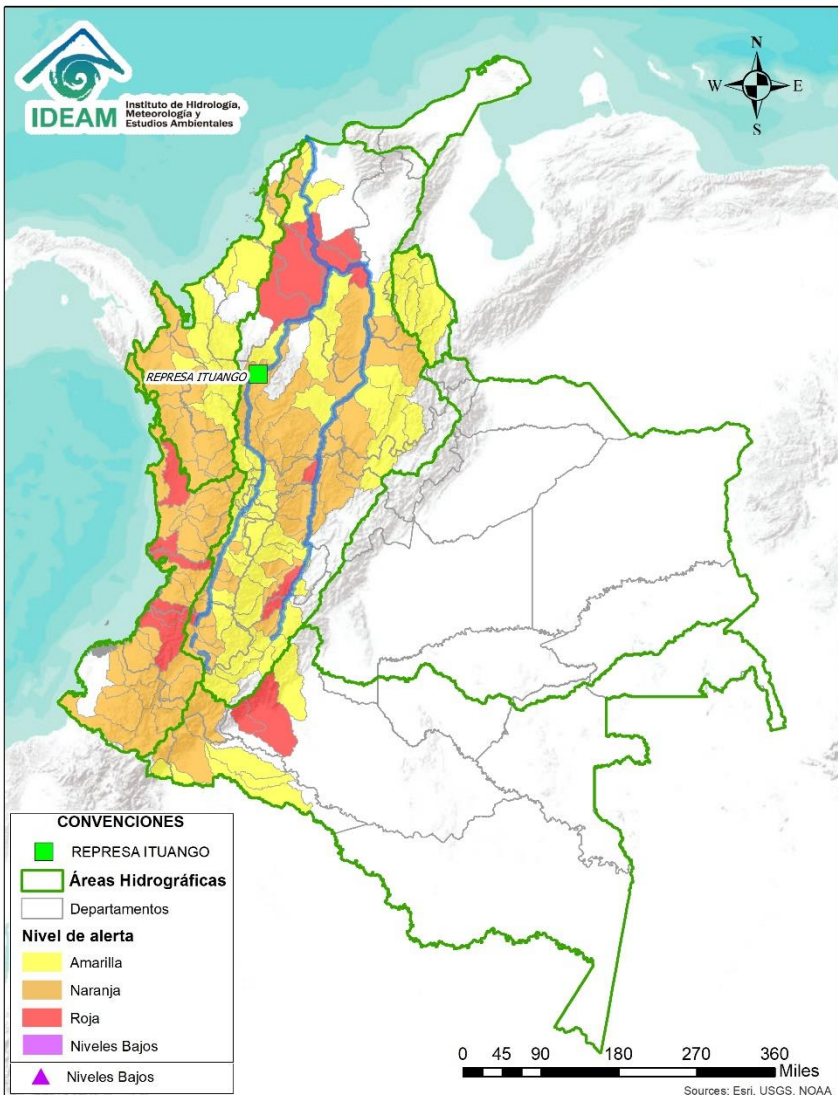 IDEAM
Instituto de Hidrología,
Meteorología y
Estudios Ambientales
N
W
E
S
REPRESA ITUANGO
CONVENCIONES
REPRESA ITUANGO
Áreas Hidrográficas
Departamentos
Nivel de alerta
Amarilla
Naranja
Roja
Niveles Bajos
Niveles Bajos
0 45 90 180 270 360
Miles
Sources: Esri, USGS, NOAA